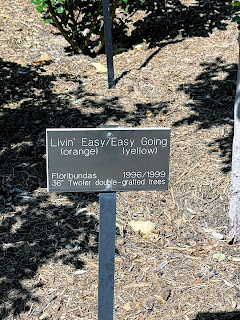 Livin' Easy/Easy Going
(orange) (yellow)
Floribundas 1996/1999
36" Twoler double-grafted trees